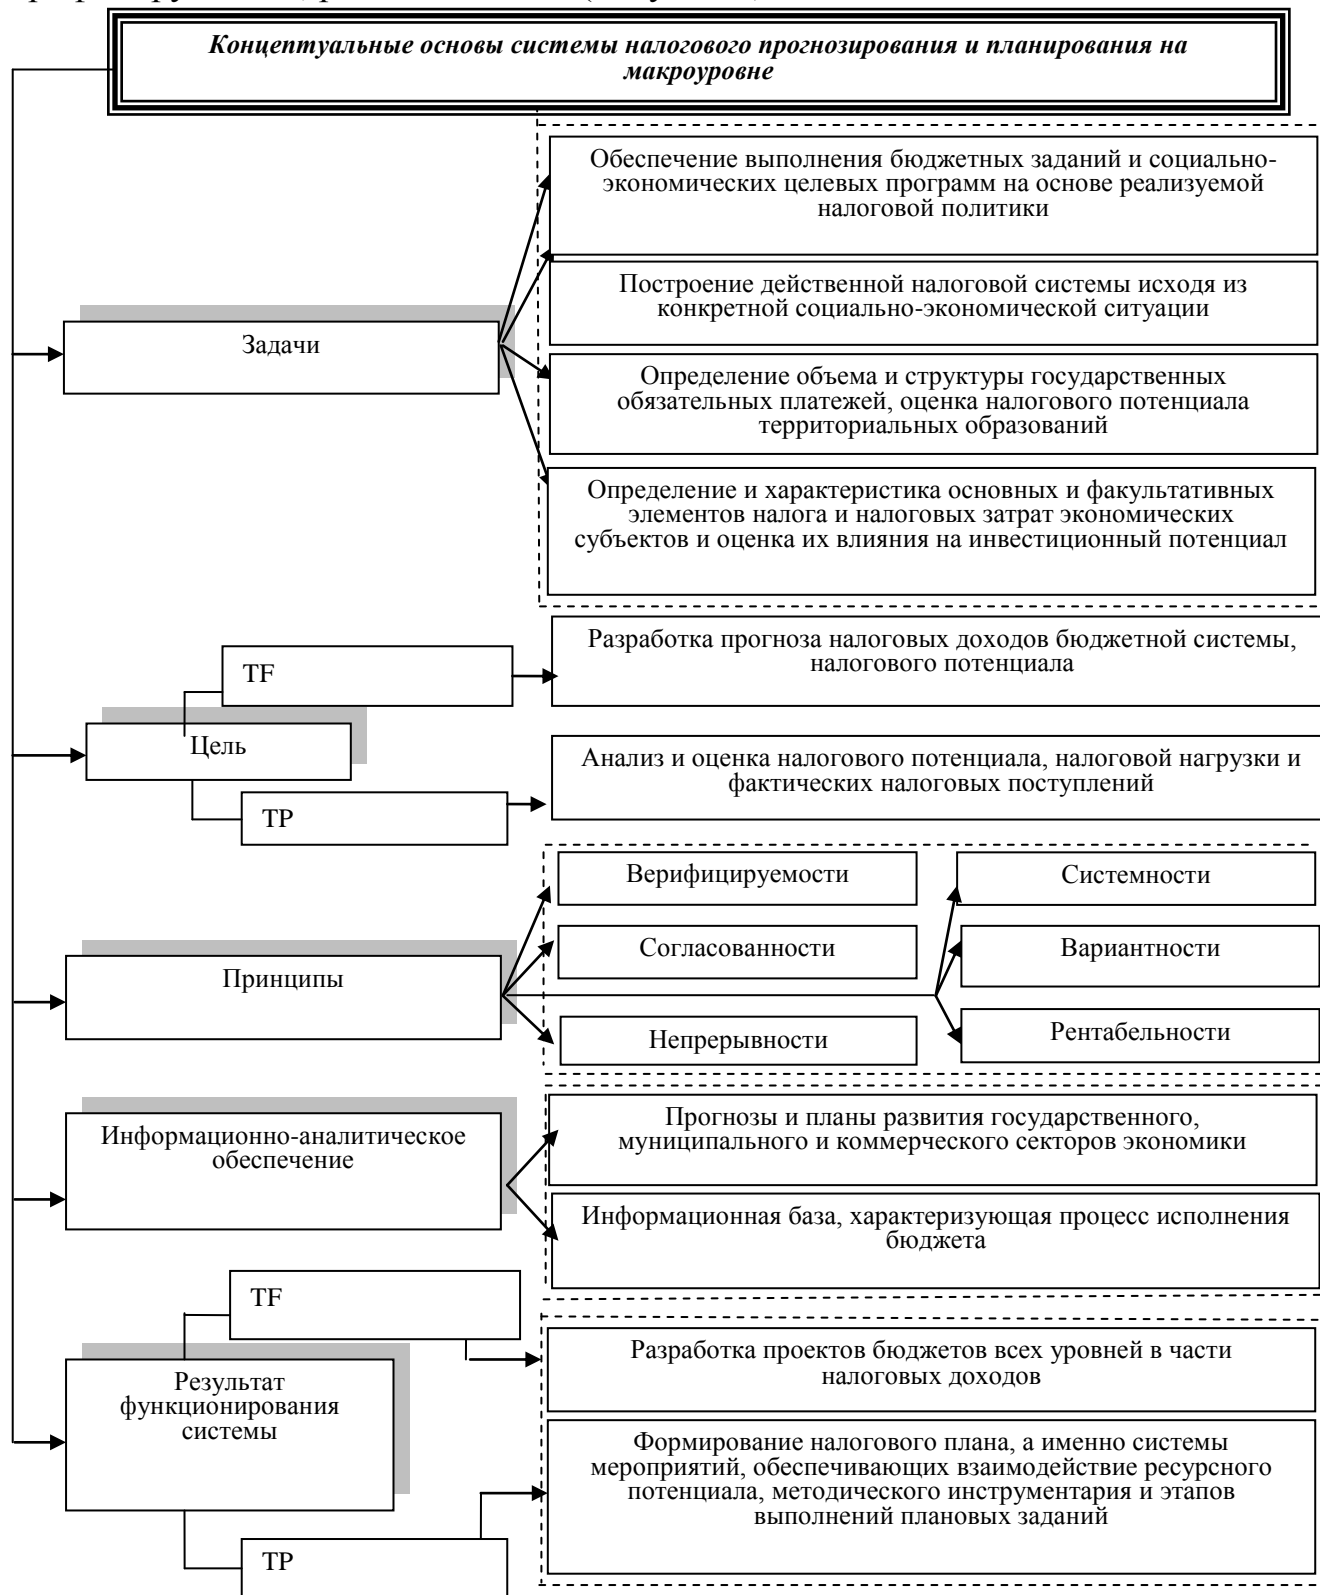 Концептуальные основы системы налогового прогнозирования и планирования на
макроуровне
Задачи
Обеспечение выполнения бюджетных заданий и социально-
экономических целевых программ на основе реализуемой
налоговой политики
Построение действенной налоговой системы исходя из
конкретной социально-экономической ситуации
Определение объема и структуры государственных
обязательных платежей, оценка налогового потенциала
территориальных образований
Определение и характеристика основных и факультативных
элементов налога и налоговых затрат экономических
субъектов и оценка их влияния на инвестиционный потенциал
Цель
TF
Разработка прогноза налоговых доходов бюджетной системы,
налогового потенциала
TP
Анализ и оценка налогового потенциала, налоговой нагрузки и
фактических налоговых поступлений
Принципы
Верифицируемости
Системности
Согласованности
Вариантности
Непрерывности
Рентабельности
Информационно-аналитическое
обеспечение
Прогнозы и планы развития государственного,
муниципального и коммерческого секторов экономики
Информационная база, характеризующая процесс исполнения
бюджета
Результат
функционирования
системы
TF
Разработка проектов бюджетов всех уровней в части
налоговых доходов
TP
Формирование налогового плана, а именно системы
мероприятий, обеспечивающих взаимодействие ресурсного
потенциала, методического инструментария и этапов
выполнений плановых заданий